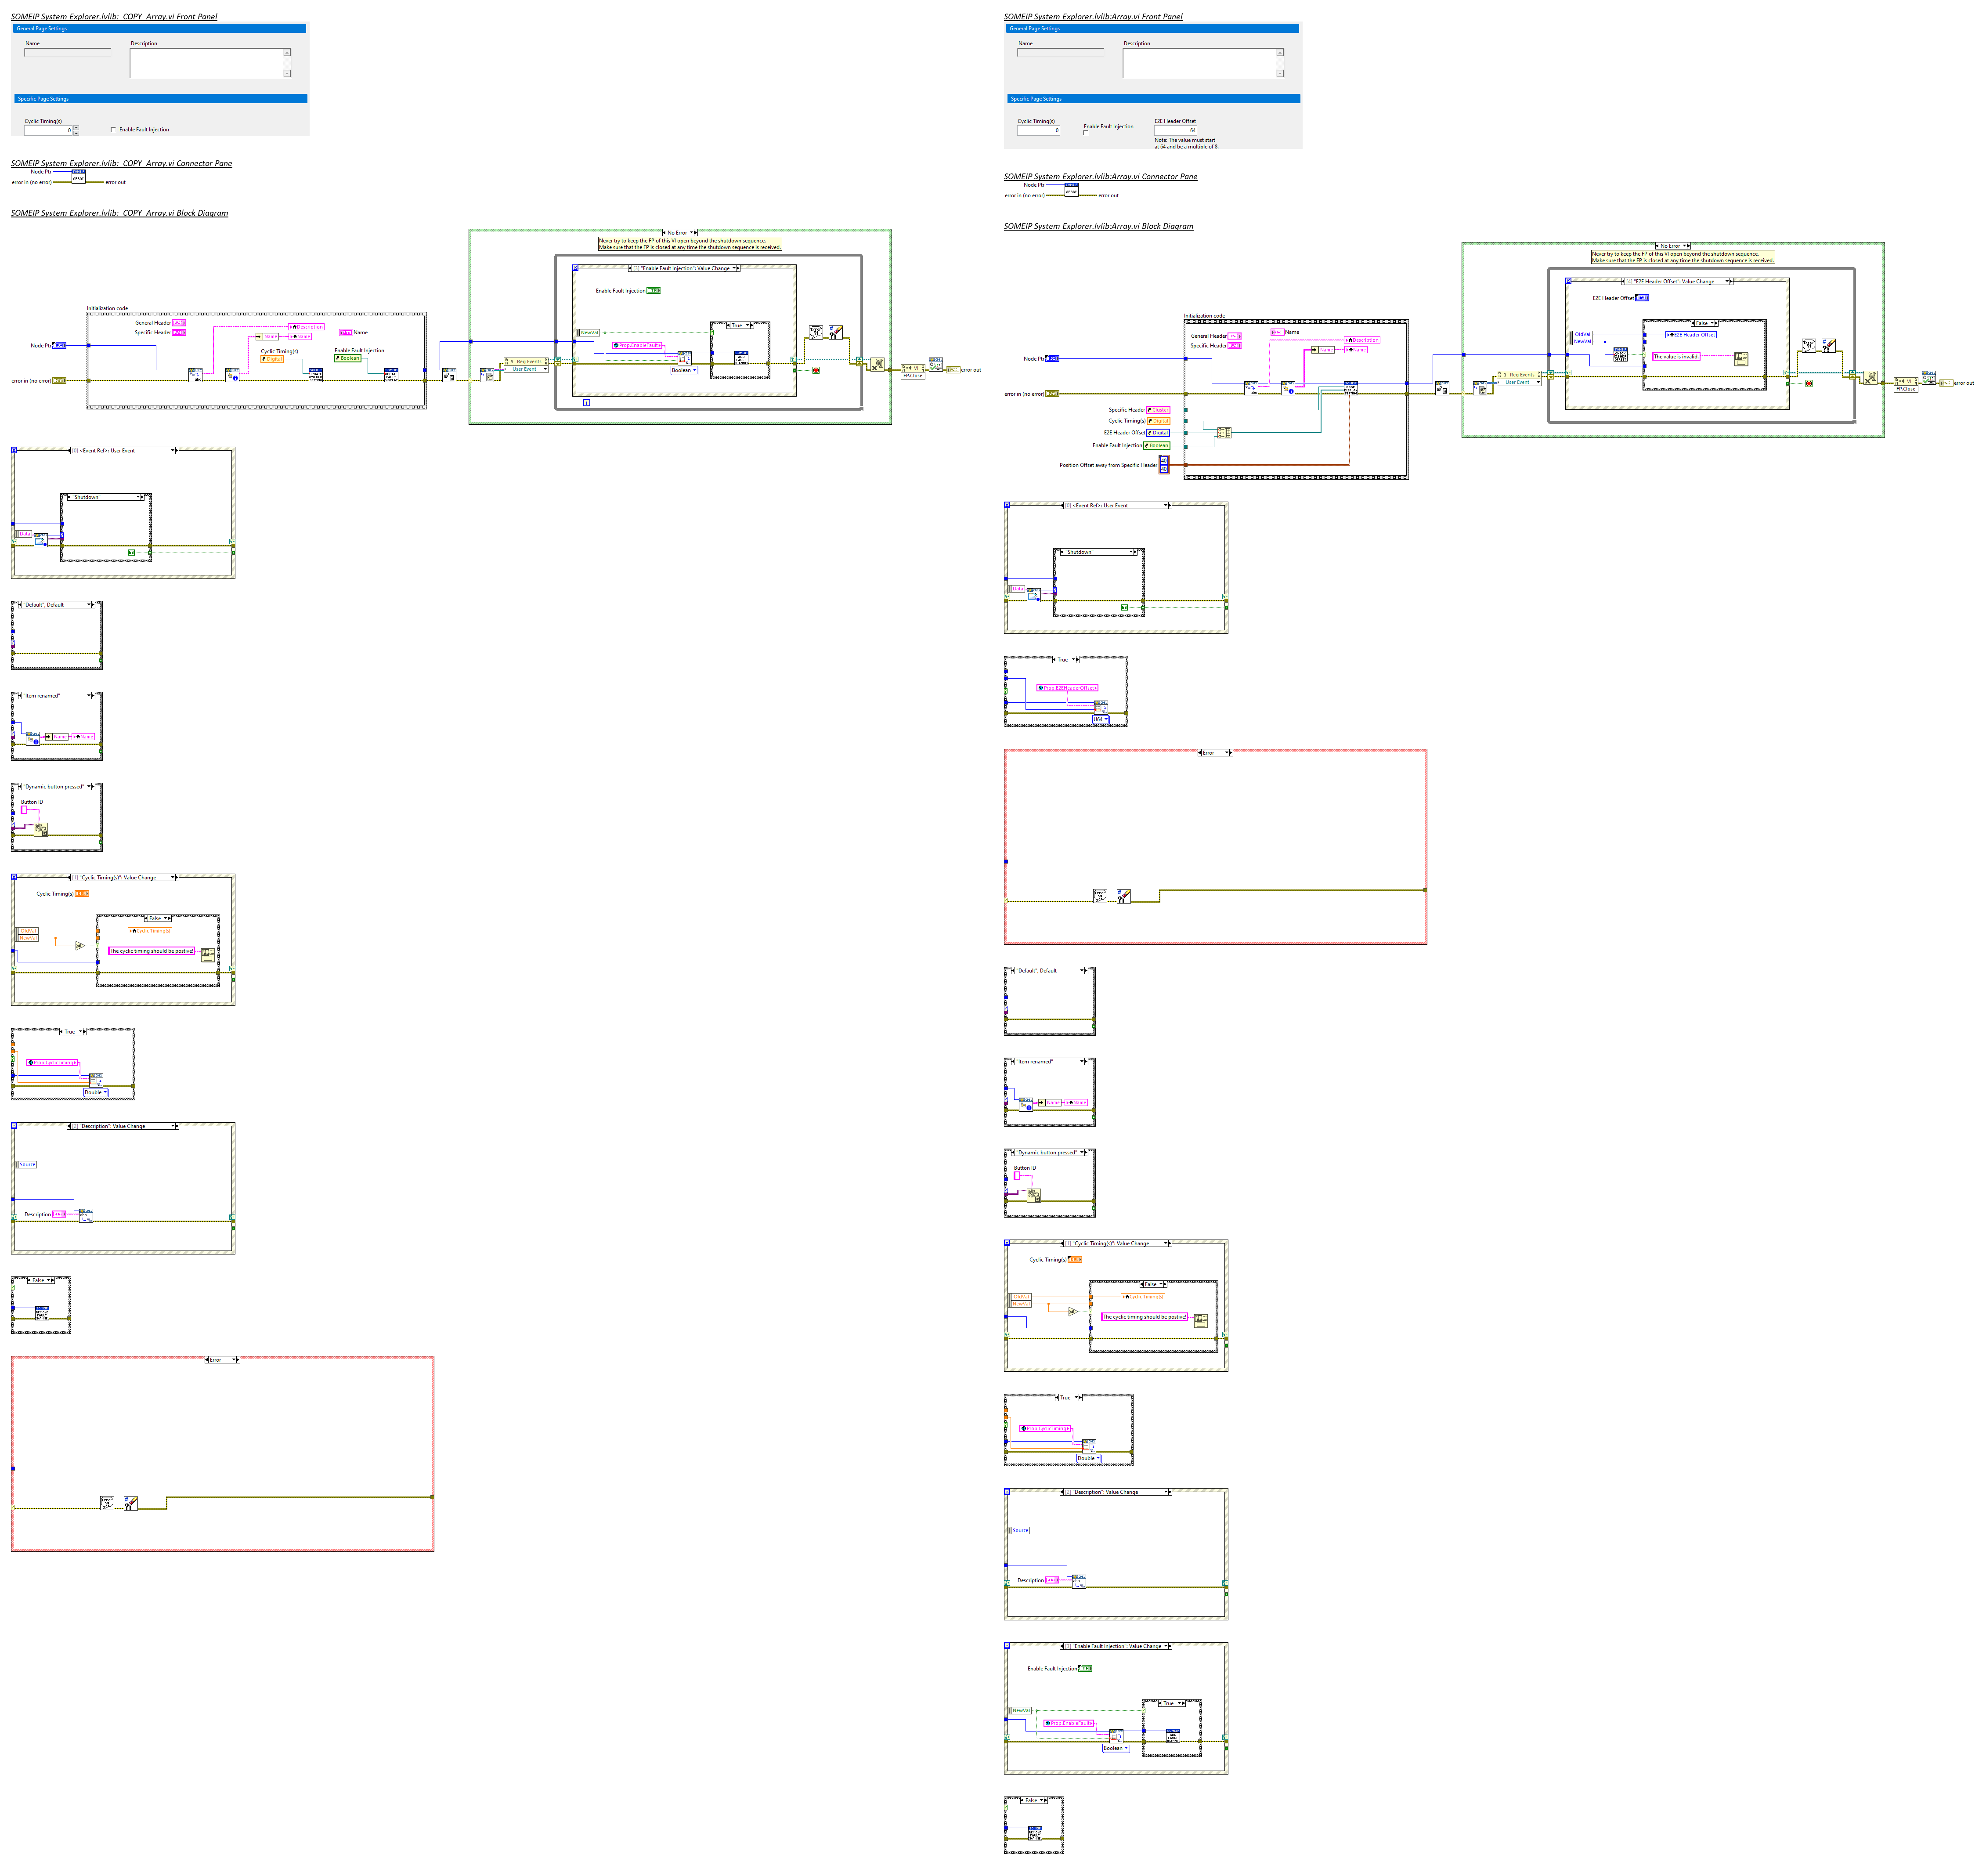 SOMEIP System Explorer.lvlib:_COPY_Array.vi Front Panel
General Page Settings
Name
Description
Specific Page Settings
Cyclic Timing(s)
0
Enable Fault Injection
SOMEIP System Explorer.lvlib:_COPY_Array.vi Connector Pane
Node Ptr
error in (no error)
error out
SOMEIP System Explorer.lvlib:_COPY_Array.vi Block Diagram
No Error
Never try to keep the FP of this VI open beyond the shutdown sequence.
Make sure that the FP is closed at any time the shutdown sequence is received.
[3] "Enable Fault Injection": Value Change
Enable Fault Injection
NewVal
Prop.EnableFault
Boolean
True
Initialization code
General Header
Specific Header
Description
Name
Name
Name
Cyclic Timing(s)
Digital
Enable Fault Injection
Boolean
Node Ptr
error in (no error)
Reg Events
User Event
VI
FP.Close
error out
[0] <Event Ref>: User Event
"Shutdown"
Data
"Default", Default
"Item renamed"
Name
Name
"Dynamic button pressed"
Button ID
[1] "Cyclic Timing(s)": Value Change
Cyclic Timing(s)
False
OldVal
NewVal
Cyclic Timing(s)
The cyclic timing should be postive!
True
Prop.CyclicTiming
Double
[2] "Description": Value Change
Source
Description
False
Error
SOMEIP System Explorer.lvlib:Array.vi Front Panel
General Page Settings
Name
Description
Specific Page Settings
Cyclic Timing(s)
0
Enable Fault Injection
E2E Header Offset
64
Note: The value must start
at 64 and be a multiple of 8.
SOMEIP System Explorer.lvlib:Array.vi Connector Pane
Node Ptr
error in (no error)
error out
SOMEIP System Explorer.lvlib:Array.vi Block Diagram
No Error
Never try to keep the FP of this VI open beyond the shutdown sequence.
Make sure that the FP is closed at any time the shutdown sequence is received.
[4] "E2E Header Offset": Value Change
E2E Header Offset
OldVal
NewVal
False
E2E Header Offset
The value is invalid.
Initialization code
General Header
Specific Header
Name
Description
Name
Name
Node Ptr
error in (no error)
Specific Header
Cluster
Cyclic Timing(s)
Digital
E2E Header Offset
Digital
Enable Fault Injection
Boolean
Position Offset away from Specific Header
40
40
Reg Events
User Event
VI
FP.Close
error out
[0] <Event Ref>: User Event
"Shutdown"
Data
True
Prop.E2EHeaderOffset
U64
Error
"Default", Default
"Item renamed"
Name
Name
"Dynamic button pressed"
Button ID
[1] "Cyclic Timing(s)": Value Change
Cyclic Timing(s)
False
OldVal
NewVal
Cyclic Timing(s)
The cyclic timing should be postive!
True
Prop.CyclicTiming
Double
[2] "Description": Value Change
Source
Description
[3] "Enable Fault Injection": Value Change
Enable Fault Injection
True
NewVal
Prop.EnableFault
Boolean
False